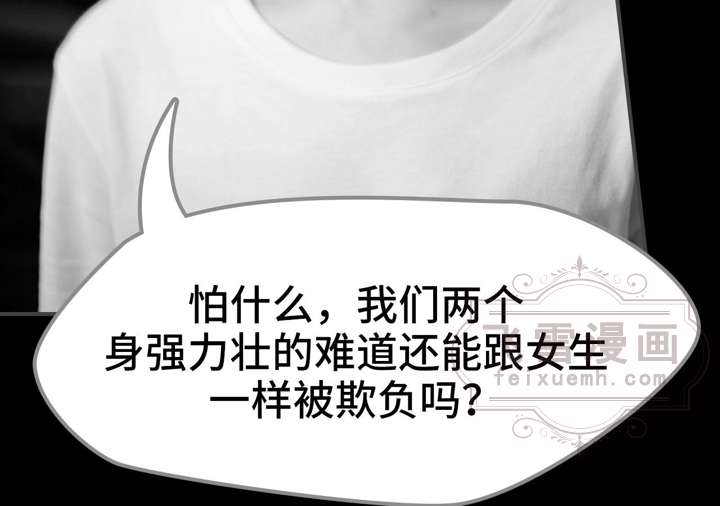 怕什么，我们两个
身强力壮的难道还能跟女生
一样被欺负吗？
飞雪漫画
feixuemh.com